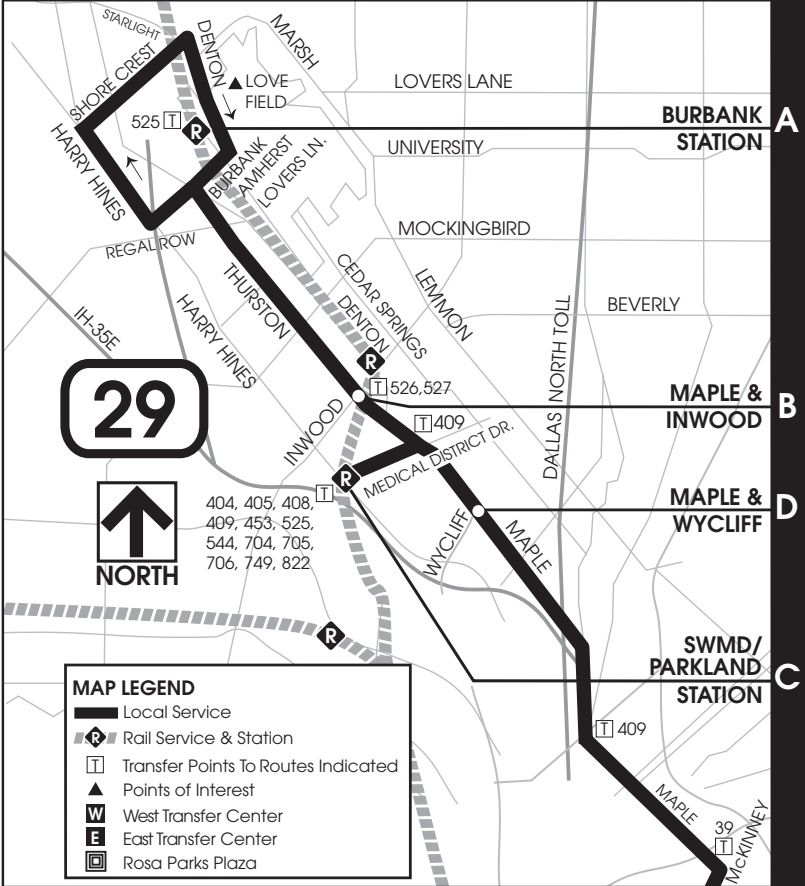 STARLIGHT
DENTON
MARSH
SHORE CREST
LOVE
FIELD
LOVERS LANE
525 T
R
BURBANK
STATION
A
HARRY HINES
BURBANK
AMHERST
LOVERS LN.
UNIVERSITY
REGAL ROW
MOCKINGBIRD
THURSTON
CEDAR SPRINGS
DENTON
LEMMON
IH-35E
HARRY HINES
BEVERLY
DALLAS NORTH TOLL
R
T 526,527
29
MAPLE &
INWOOD
B
INWOOD
T 409
R
MEDICAL DISTRICT DR.
T
404, 405, 408,
409, 453, 525,
544, 704, 705,
706, 749, 822
NORTH
WYCLIFF
MAPLE
MAPLE &
WYCLIFF
D
R
SWMD/
PARKLAND
STATION
C
MAP LEGEND
Local Service
R Rail Service & Station
T Transfer Points To Routes Indicated
Points of Interest
W West Transfer Center
E East Transfer Center
Rosa Parks Plaza
T 409
MAPLE
39
T
McKINNEY